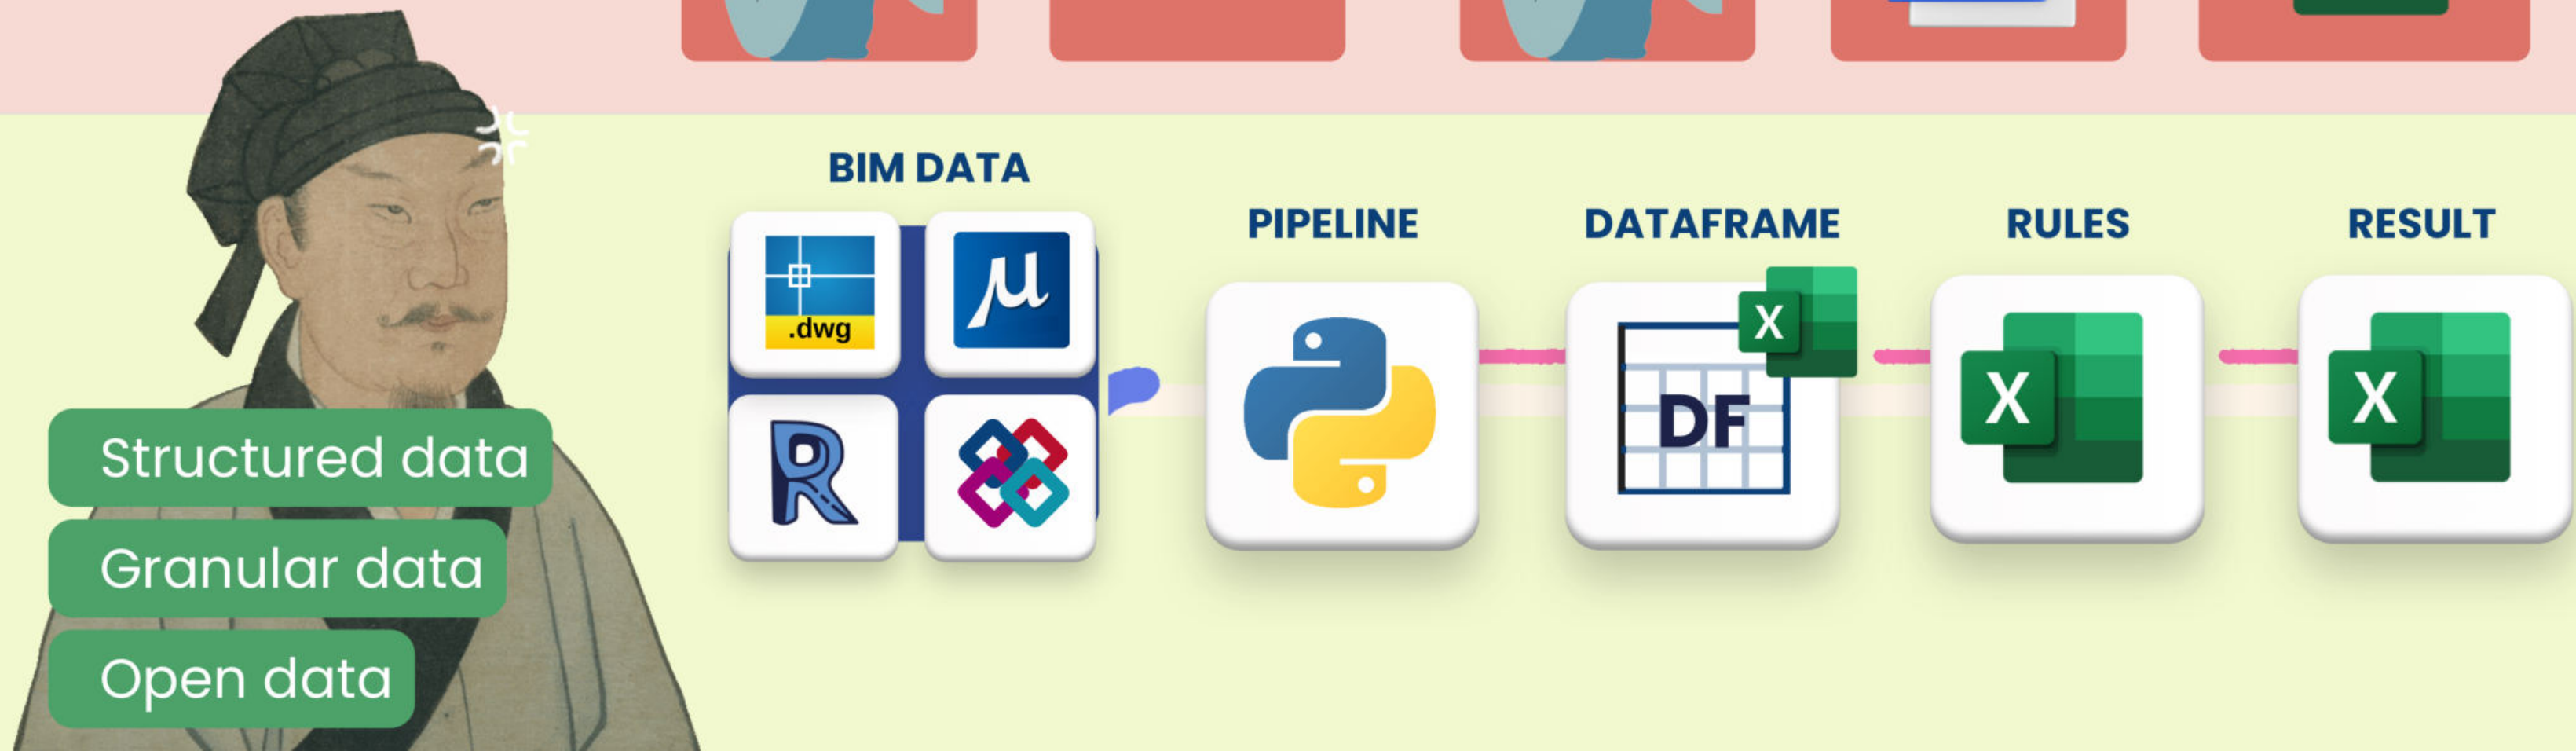 BIM DATA
PIPELINE
DATAFRAME
RULES
RESULT
.dwg
μ
X
DF
X
X
R
Structured data
Granular data
Open data